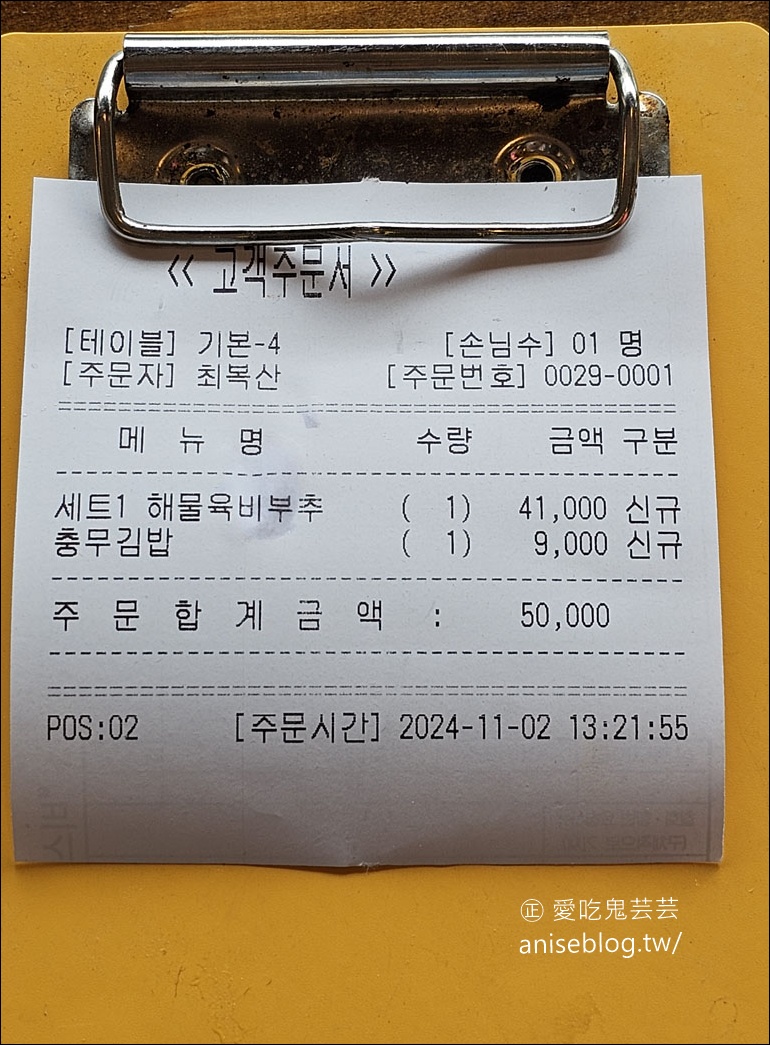 << 고객주문서 >>
[테이블] 기본-4 [손님수] 01 명
[주문자] 최복산 [주문번호] 0029-0001
메 뉴 명 수량 금액 구분
세트1 해물육비부추 ( 1) 41,000 신규
충무김밥 ( 1) 9,000 신규
주 문 합 계 금 액 : 50,000
POS:02 [주문시간] 2024-11-02 13:21:55
㊣ 愛吃鬼芸芸
aniseblog.tw/